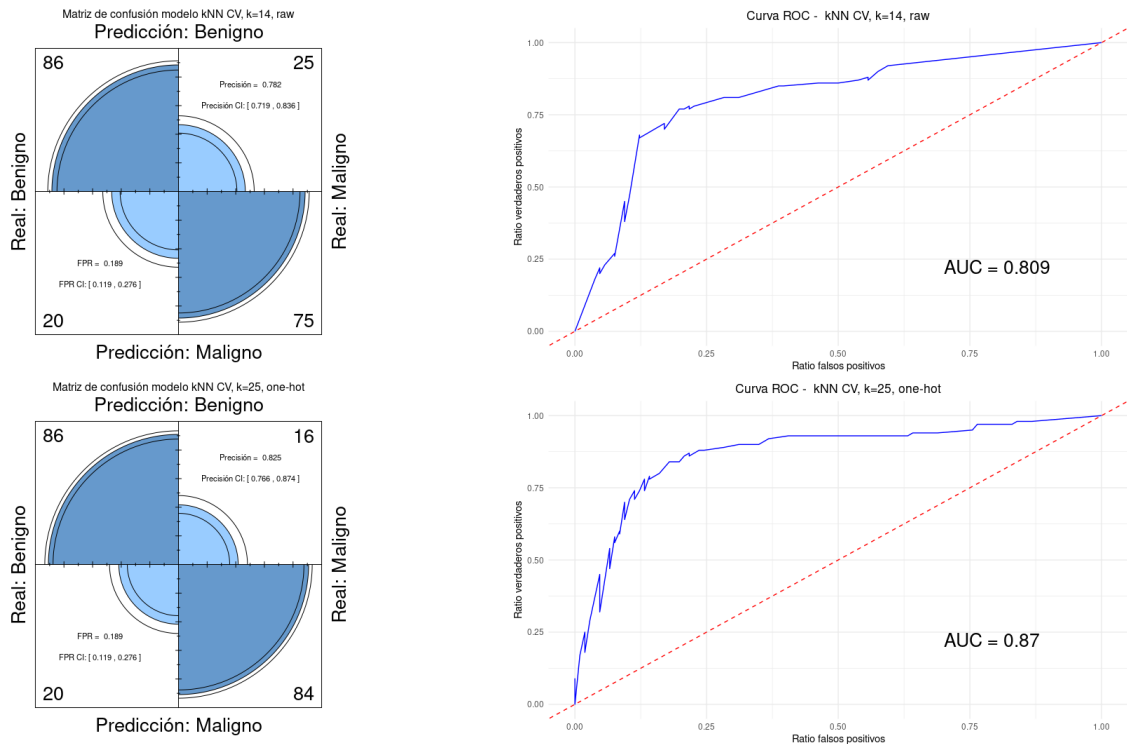 Matriz de confusión modelo kNN CV, k=14, raw
Predicción: Benigno
86
25
Precisión = 0.782
Precisión CI: [ 0.719 , 0.836 ]
Real: Benigno
Real: Maligno
FPR = 0.189
FPR CI: [ 0.119 , 0.276 ]
20
75
Predicción: Maligno
Curva ROC - kNN CV, k=14, raw
1.00
0.75
0.50
0.25
0.00
Ratio verdaderos positivos
AUC = 0.809
0.00
0.25
0.50
0.75
1.00
Ratio falsos positivos
Matriz de confusión modelo kNN CV, k=25, one-hot
Predicción: Benigno
86
16
Precisión = 0.825
Precisión CI: [ 0.766 , 0.874 ]
Real: Benigno
Real: Maligno
FPR = 0.189
FPR CI: [ 0.119 , 0.276 ]
20
84
Predicción: Maligno
Curva ROC - kNN CV, k=25, one-hot
1.00
0.75
0.50
0.25
0.00
Ratio verdaderos positivos
AUC = 0.87
0.00
0.25
0.50
0.75
1.00
Ratio falsos positivos